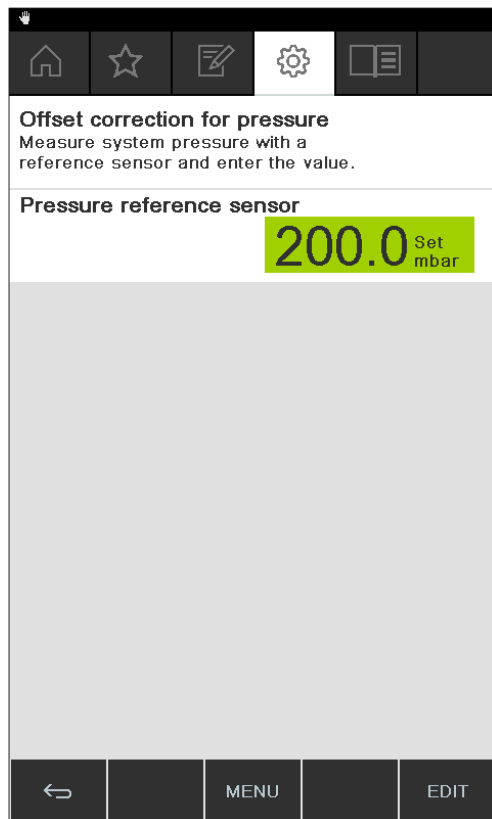 Offset correction for pressure
Measure system pressure with a
reference sensor and enter the value.
Pressure reference sensor
200.0 Set mbar
MENU
EDIT